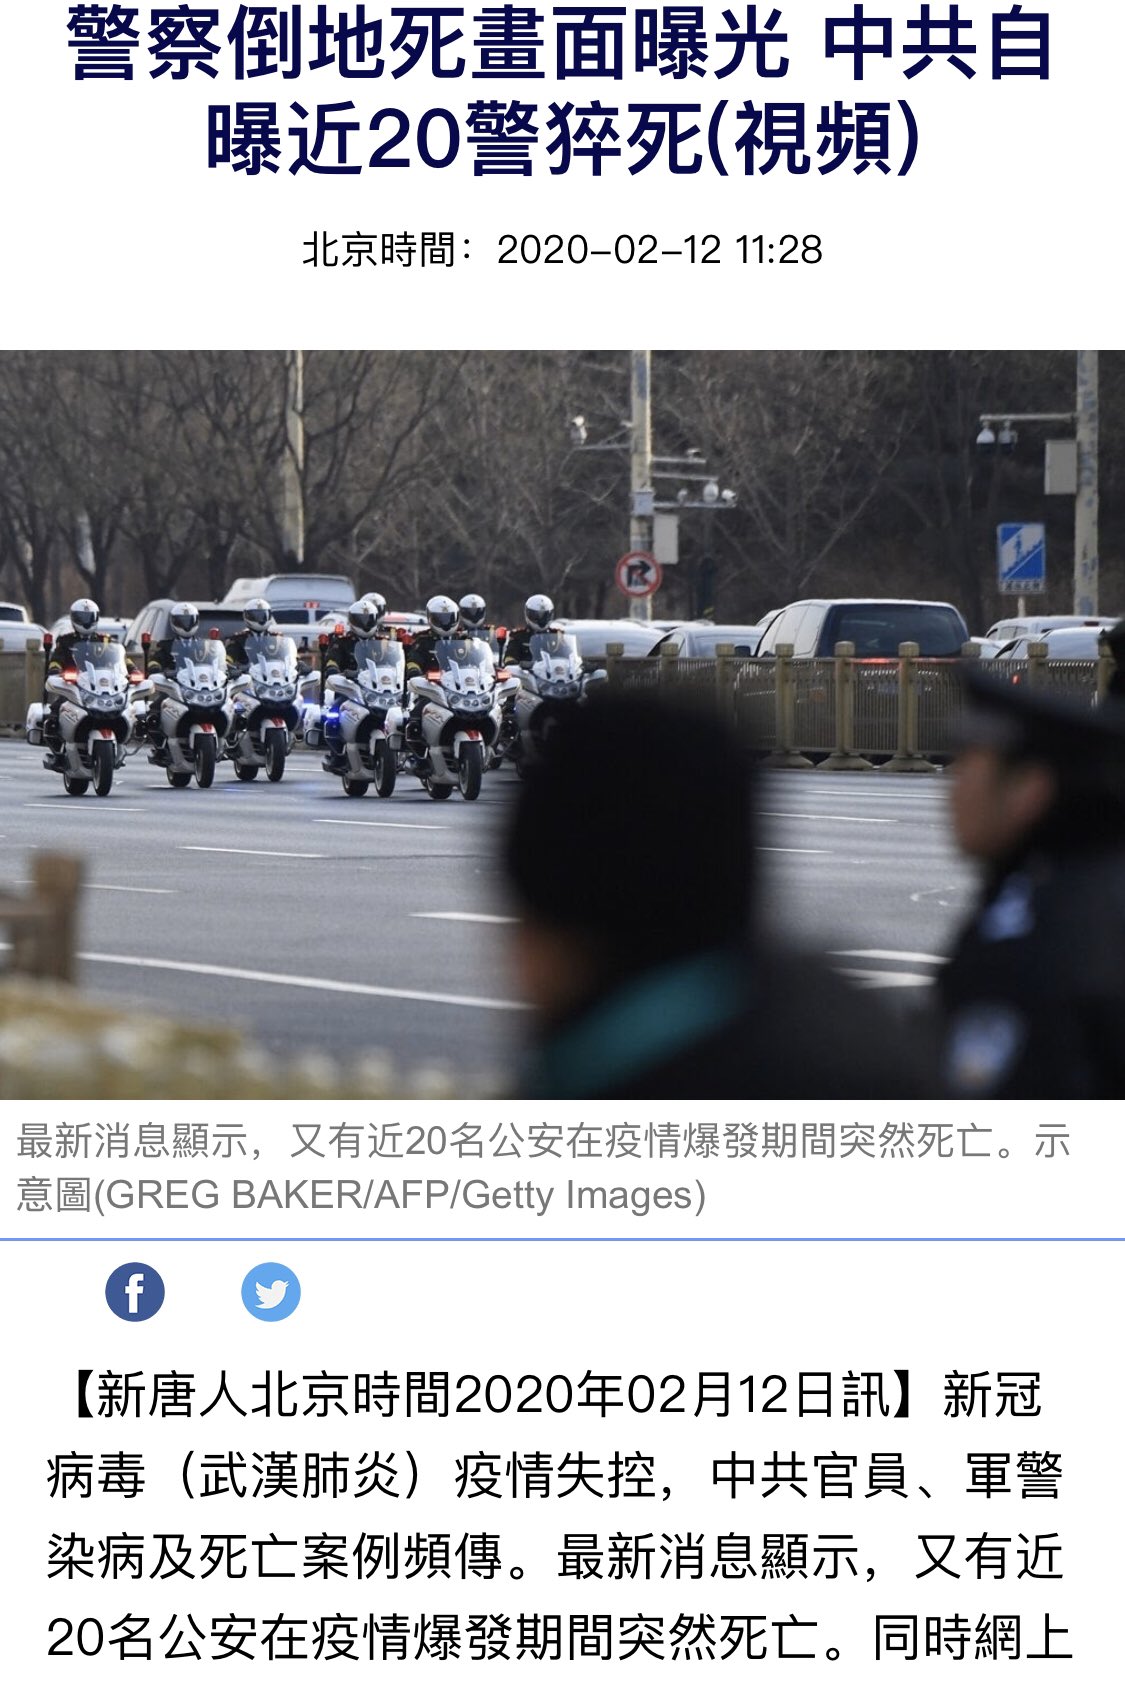 警察倒地死畫面曝光 中共自
曝近20警猝死(視頻)
北京時間：2020-02-12 11:28
最新消息顯示，又有近20名公安在疫情爆發期間突然死亡。示
意圖(GREG BAKER/AFP/Getty Images)
【新唐人北京時間2020年02月12日訊】新冠
病毒（武漢肺炎）疫情失控，中共官員、軍警
染病及死亡案例頻傳。最新消息顯示，又有近
20名公安在疫情爆發期間突然死亡。同時網上